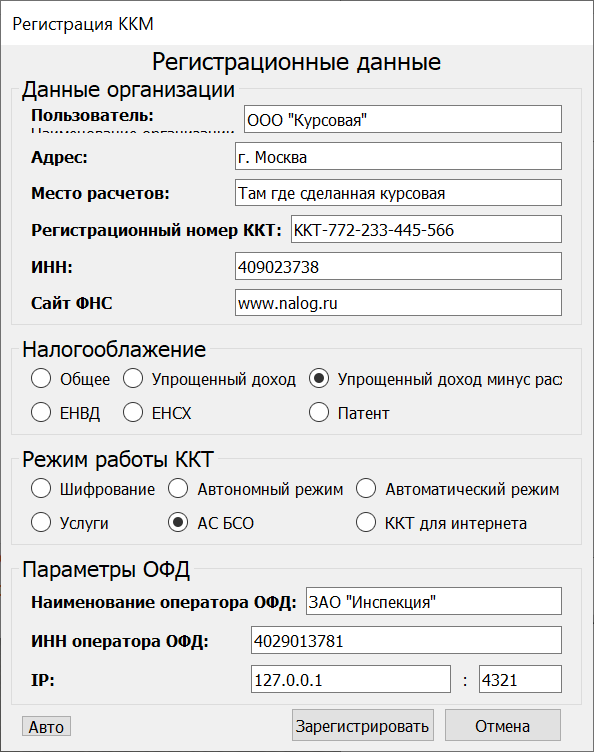 Регистрация ККМ
Регистрационные данные
Данные организации
Пользователь: ООО "Курсовая"
Наименование организации
Адрес: г. Москва
Место расчетов: Там где сделанная курсовая
Регистрационный номер ККТ: ККТ-772-233-445-566
ИНН: 409023738
Сайт ФНС www.nalog.ru
Налогооблажение
Общее Упрощенный доход Упрощенный доход минус расх
ЕНВД ЕНСХ Патент
Режим работы ККТ
Шифрование Автономный режим Автоматический режим
Услуги АС БСО ККТ для интернета
Параметры ОФД
Наименование оператора ОФД: ЗАО "Инспекция"
ИНН оператора ОФД: 4029013781
IP: 127.0.0.1 : 4321
Авто Зарегистрировать Отмена